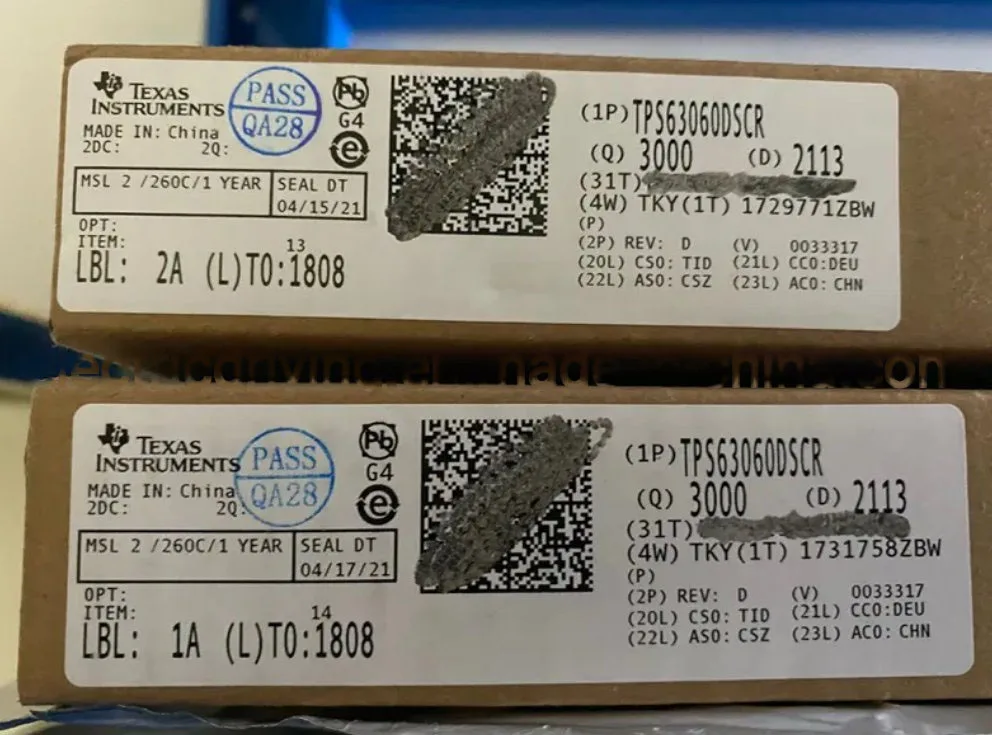 TEXAS
INSTRUMENTS
PASS
QA28
Pb
G4
e
MADE IN: China
2DC: 2Q:
MSL 2 /260C/1 YEAR
SEAL DT
04/15/21
OPT:
ITEM:
13
LBL: 2A (L)T0:1808
(1P) TPS63060DSCR
(Q) 3000 (D) 2113
(31T)
(4W) TKY(1T) 1729771ZBW
(P)
(2P) REV: D (V) 0033317
(20L) CSO: TID (21L) CCO:DEU
(22L) ASO: CSZ (23L) ACO: CHN
TEXAS
INSTRUMENTS
PASS
QA28
Pb
G4
e
MADE IN: China
2DC: 2Q:
MSL 2 /260C/1 YEAR
SEAL DT
04/17/21
OPT:
ITEM:
14
LBL: 1A (L)T0:1808
(1P) TPS63060DSCR
(Q) 3000 (D) 2113
(31T)
(4W) TKY(1T) 1731758ZBW
(P)
(2P) REV: D (V) 0033317
(20L) CSO: TID (21L) CCO:DEU
(22L) ASO: CSZ (23L) ACO: CHN